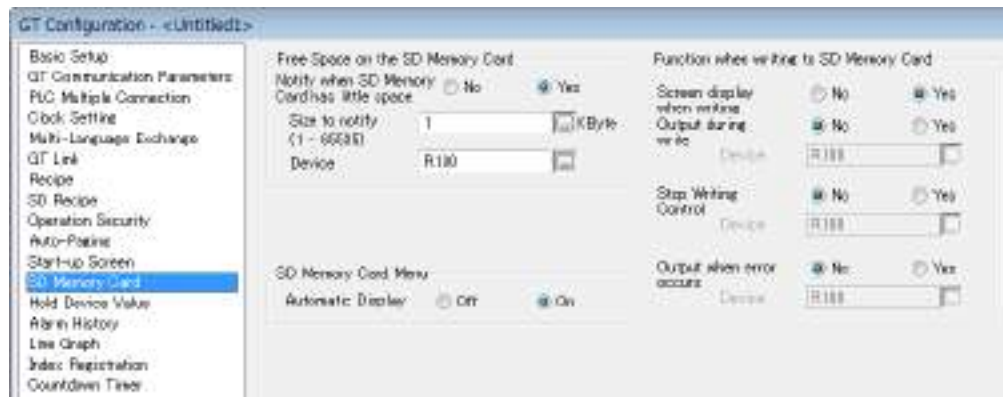 GT Configuration - <Untitled1>
Basic Setup
GT Communication Parameters
PLC Multiple Connection
Clock Setting
Multi-Language Exchange
GT Link
Recipe
SD Recipe
Operation Security
Auto-Paging
Start-up Screen
SD Memory Card
Hold Device Value
Alarm History
Line Graph
Index Registration
Countdown Timer
Free Space on the SD Memory Card
Notify when SD Memory Card has little space
No
Yes
Size to notify
(1 - 65535)
1
KByte
Device
R100
SD Memory Card Menu
Automatic Display
Off
On
Function when writing to SD Memory Card
Screen display when writing
No
Yes
Output during write
No
Yes
Device
R100
Stop Writing Control
No
Yes
Device
R100
Output when error occurs
No
Yes
Device
R100